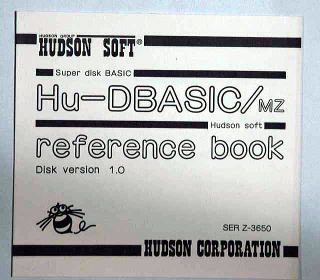 HUDSON GROUP
HUDSON SOFT®
Super disk BASIC
Hu-DBASIC/MZ
Hudson soft
reference book
Disk version 1.0
SER Z-3650
HUDSON CORPORATION